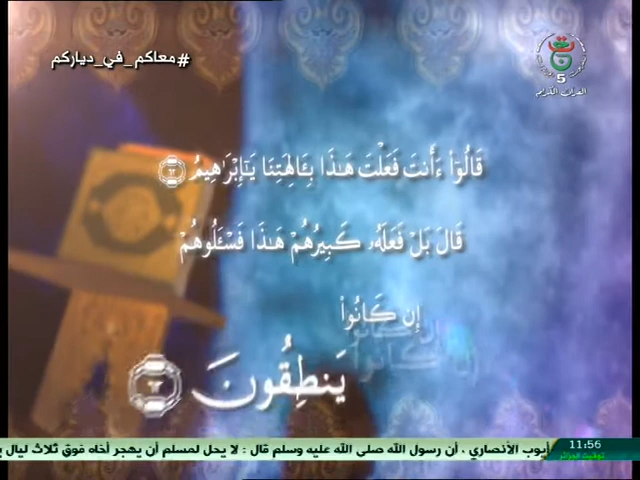 #معاكم_في_دياركم
5
القرآن الكريم
قَالُوٓا۟ ءَأَنتَ فَعَلْتَ هَـٰذَا بِـَٔالِهَتِنَا يَـٰٓإِبْرَٰهِيمُ
قَالَ بَلْ فَعَلَهُۥ كَبِيرُهُمْ هَـٰذَا فَسْـَٔلُوهُمْ
إِن كَانُوا۟
يَنطِقُونَ
11:56
توقيت الجزائر
أيوب الأنصاري ، أن رسول الله صلى الله عليه وسلم قال : لا يحل لمسلم أن يهجر أخاه فوق ثلاث ليال